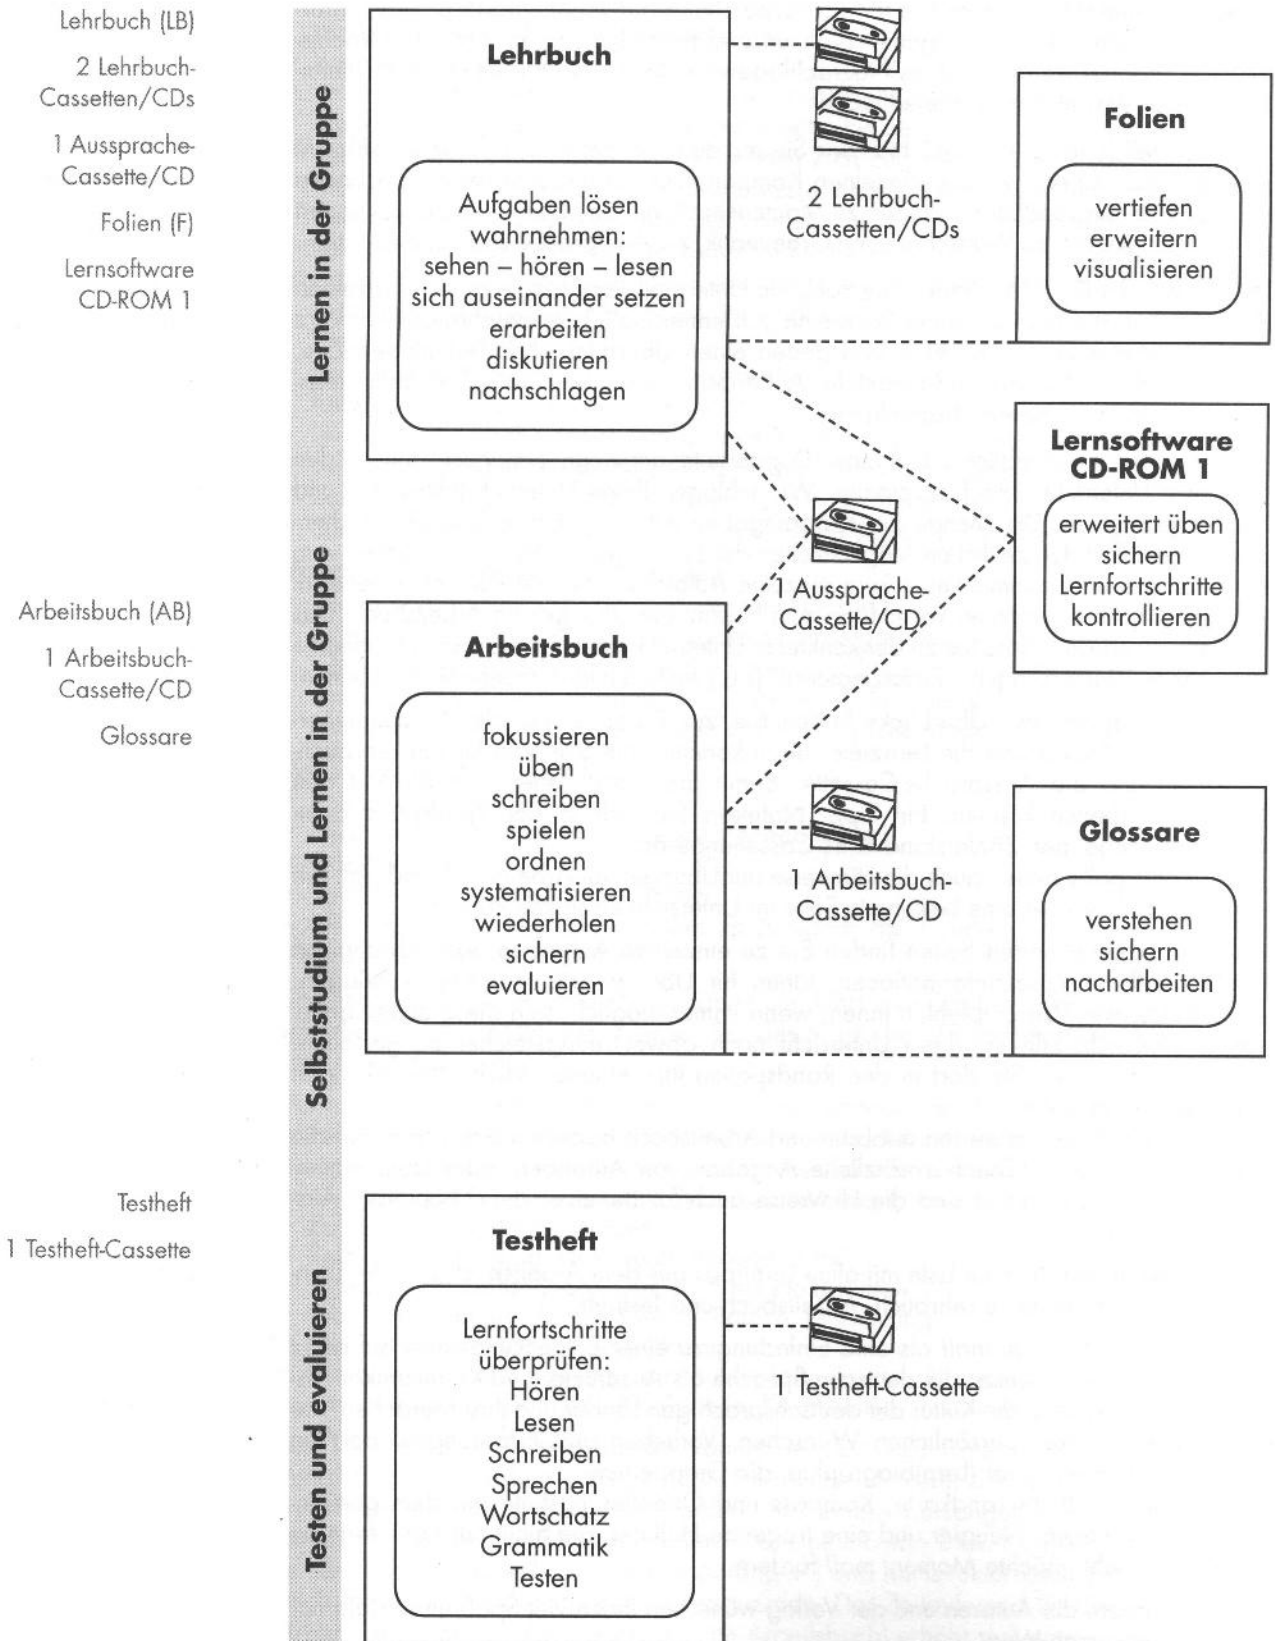 Lehrbuch (LB)
2 Lehrbuch-
Cassetten/CDs
1 Aussprache-
Cassette/CD
Folien (F)
Lernsoftware
CD-ROM 1
Lernen in der Gruppe
Lehrbuch
Aufgaben lösen
wahrnehmen:
sehen – hören – lesen
sich auseinander setzen
erarbeiten
diskutieren
nachschlagen
2 Lehrbuch-
Cassetten/CDs
Folien
vertiefen
erweitern
visualisieren
Lernsoftware
CD-ROM 1
erweitert üben
sichern
Lernfortschritte
kontrollieren
1 Aussprache-
Cassette/CD
Arbeitsbuch (AB)
1 Arbeitsbuch-
Cassette/CD
Glossare
Selbststudium und Lernen in der Gruppe
Arbeitsbuch
fokussieren
üben
schreiben
spielen
ordnen
systematisieren
wiederholen
sichern
evaluieren
1 Arbeitsbuch-
Cassette/CD
Glossare
verstehen
sichern
nacharbeiten
Testheft
1 Testheft-Cassette
Testen und evaluieren
Testheft
Lernfortschritte
überprüfen:
Hören
Lesen
Schreiben
Sprechen
Wortschatz
Grammatik
Testen
1 Testheft-Cassette